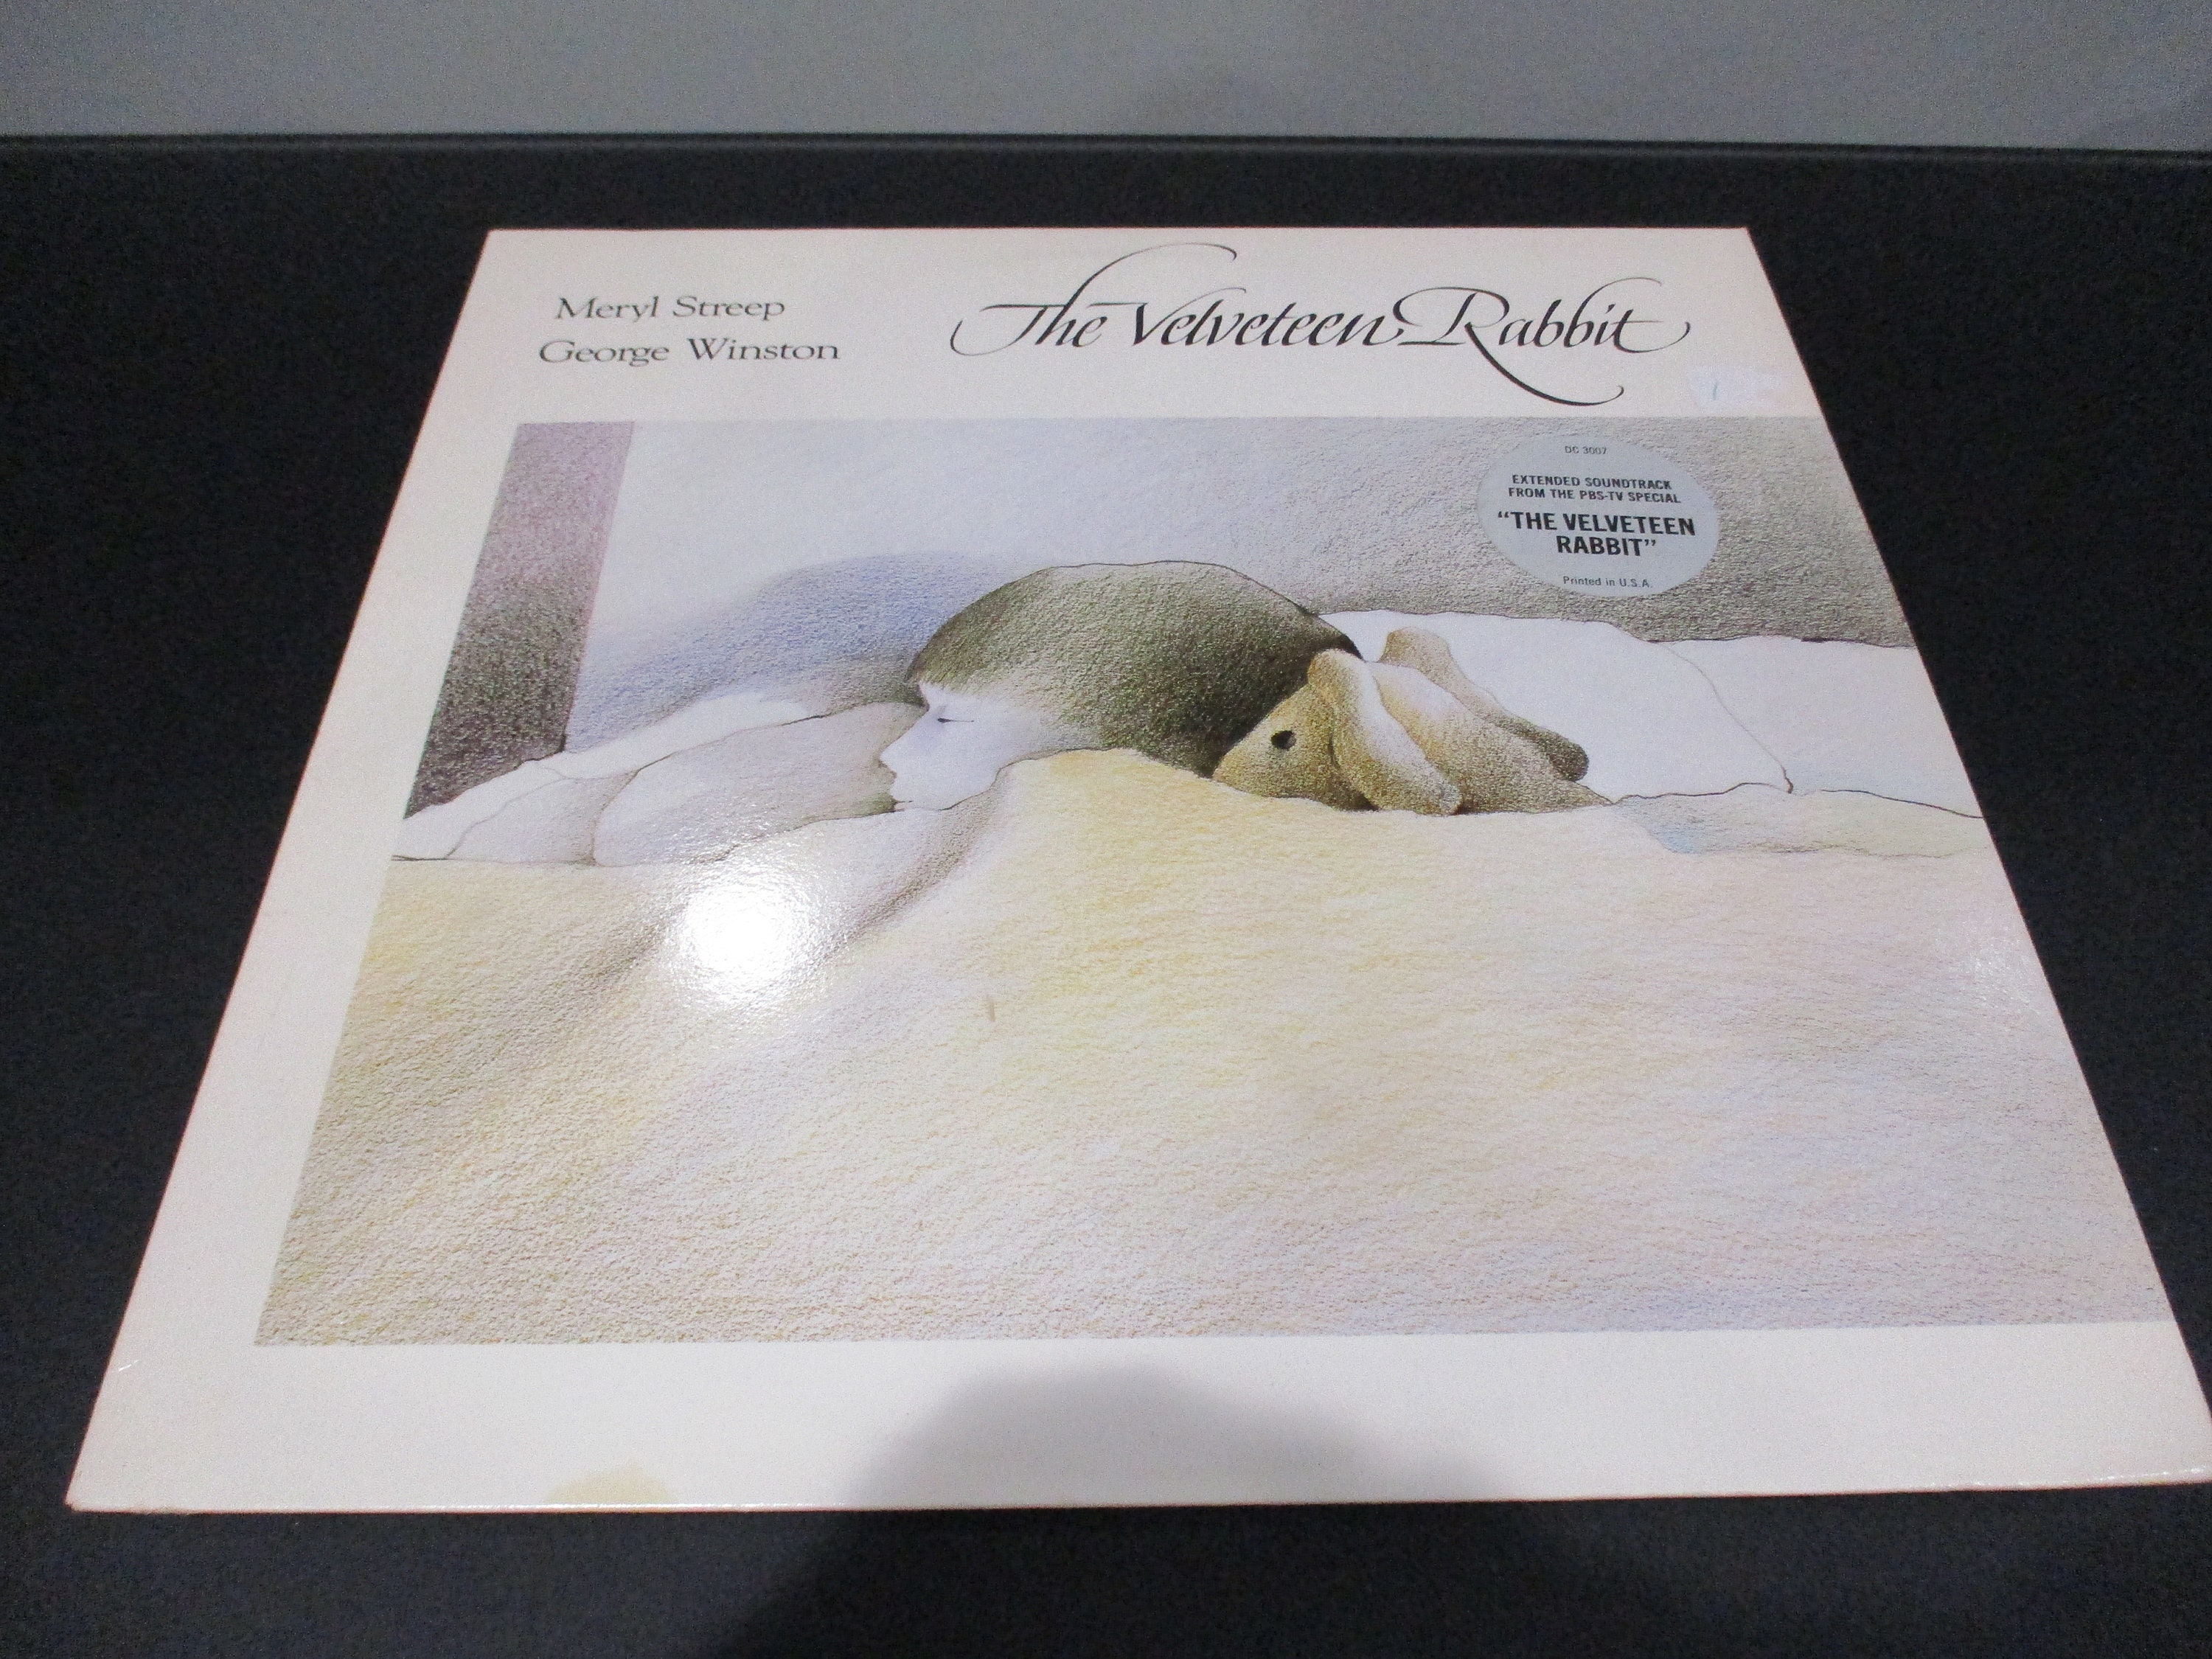 Meryl Streep
George Winston
The Velveteen Rabbit
DC 3007
EXTENDED SOUNDTRACK
FROM THE PBS-TV SPECIAL
"THE VELVETEEN
RABBIT"
Printed in U.S.A.